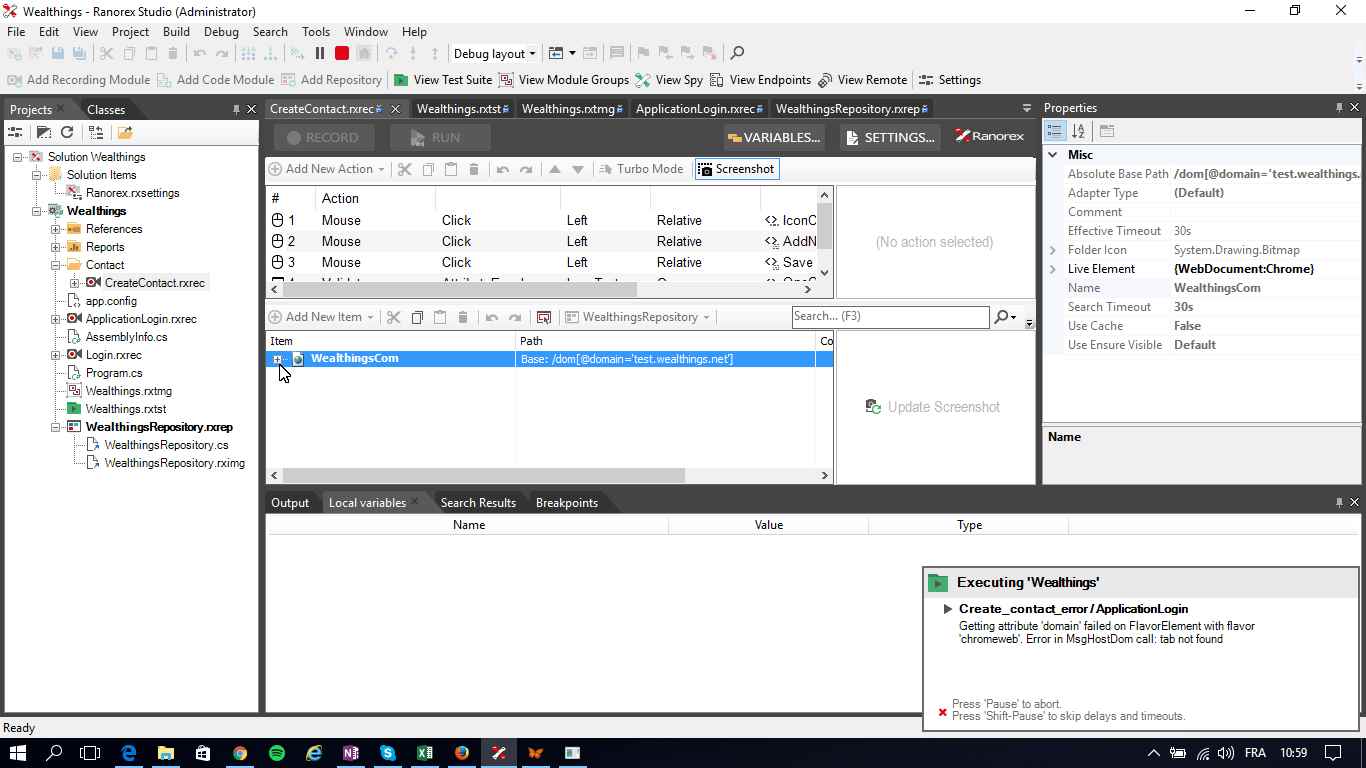 Wealthings - Ranorex Studio (Administrator)
File Edit View Project Build Debug Search Tools Window Help
Debug layout
Add Recording Module Add Code Module Add Repository View Test Suite View Module Groups View Spy View Endpoints View Remote Settings
Projects Classes
CreateContact.rxrec Wealthings.rxtst Wealthings.rxtmg ApplicationLogin.rxrec WealthingsRepository.rxrep
Properties
Solution Wealthings
Solution Items
Ranorex.rxsettings
Wealthings
References
Reports
Contact
CreateContact.rxrec
app.config
ApplicationLogin.rxrec
AssemblyInfo.cs
Login.rxrec
Program.cs
Wealthings.rxtmg
Wealthings.rxtst
WealthingsRepository.rxrep
WealthingsRepository.cs
WealthingsRepository.rximg
RECORD RUN VARIABLES... SETTINGS... Ranorex
Add New Action Turbo Mode Screenshot
# Action
1 Mouse Click Left Relative IconC
2 Mouse Click Left Relative AddN
3 Mouse Click Left Relative Save
(No action selected)
Add New Item WealthingsRepository Search... (F3)
Item Path Co
WealthingsCom Base: /dom[@domain='test.wealthings.net']
Update Screenshot
Misc
Absolute Base Path /dom[@domain='test.wealthings.
Adapter Type (Default)
Comment
Effective Timeout 30s
Folder Icon System.Drawing.Bitmap
Live Element {WebDocument:Chrome}
Name WealthingsCom
Search Timeout 30s
Use Cache False
Use Ensure Visible Default
Name
Output Local variables Search Results Breakpoints
Name Value Type
Executing 'Wealthings'
Create_contact_error / ApplicationLogin
Getting attribute 'domain' failed on FlavorElement with flavor
'chromeweb'. Error in MsgHostDom call: tab not found
Press 'Pause' to abort.
Press 'Shift-Pause' to skip delays and timeouts.
Ready
FRA 10:59